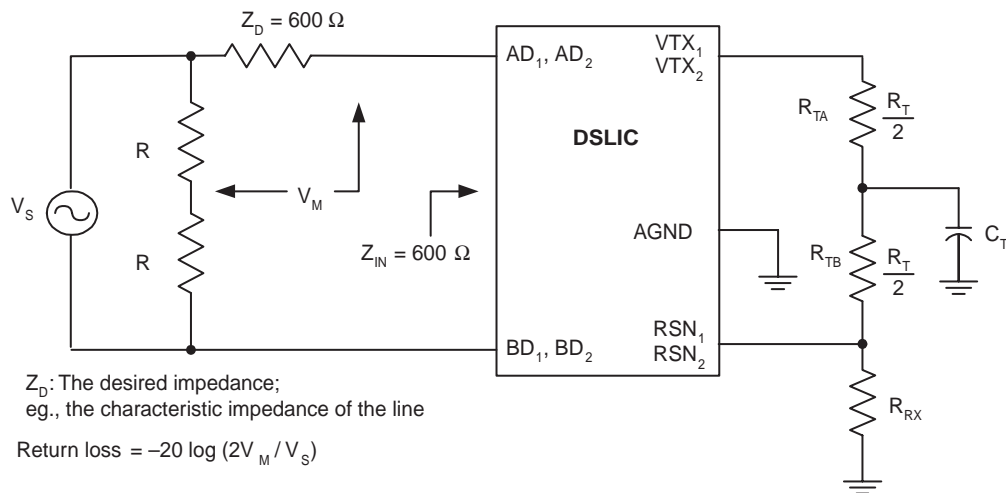 Z_D = 600 Ω
AD₁, AD₂
VTX₁
VTX₂
R_TA
R_T
2
R
DSLIC
V_M
V_S
AGND
C_T
R
Z_IN = 600 Ω
R_TB
R_T
2
RSN₁
BD₁, BD₂
RSN₂
Z_D: The desired impedance;
eg., the characteristic impedance of the line
R_RX
Return loss = –20 log (2V_M / V_S)